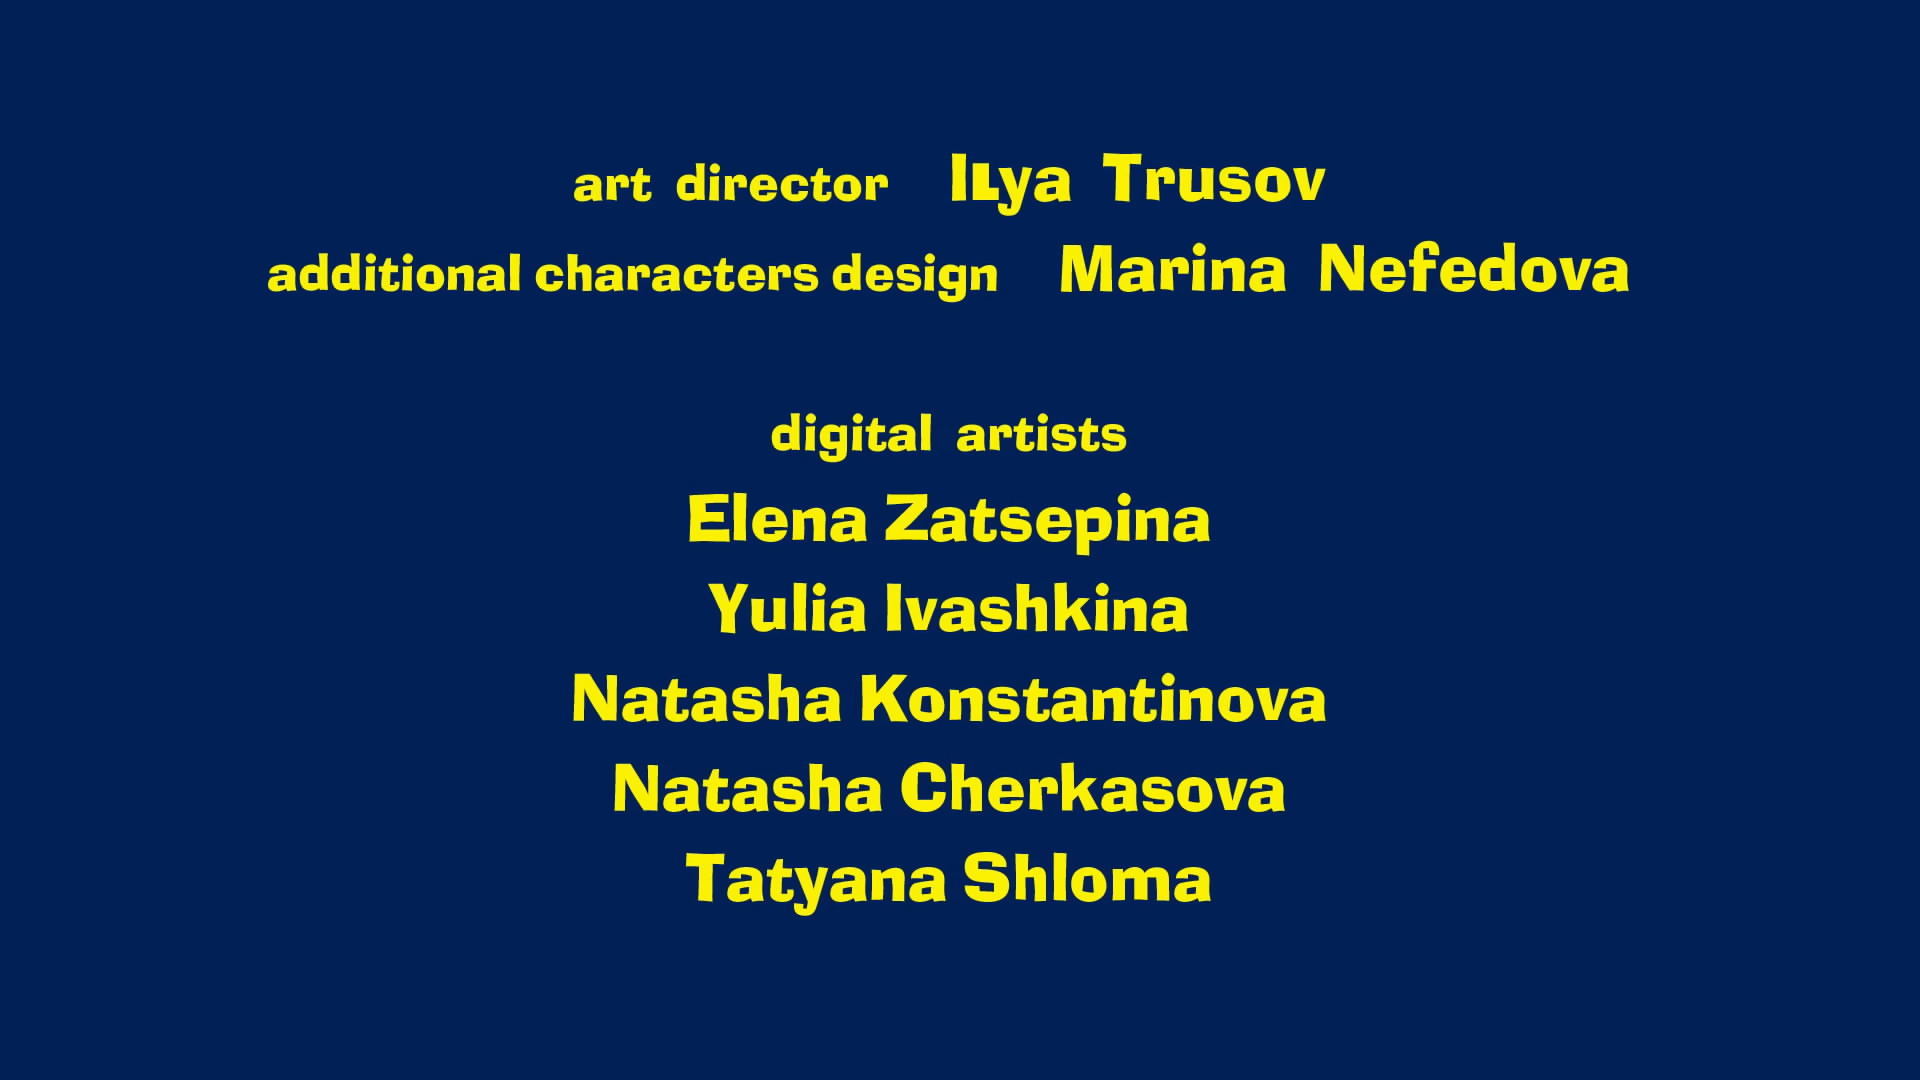 art director ILya Trusov
additional characters design Marina Nefedova
digital artists
Elena Zatsepina
Yulia Ivashkina
Natasha Konstantinova
Natasha Cherkasova
Tatyana Shloma